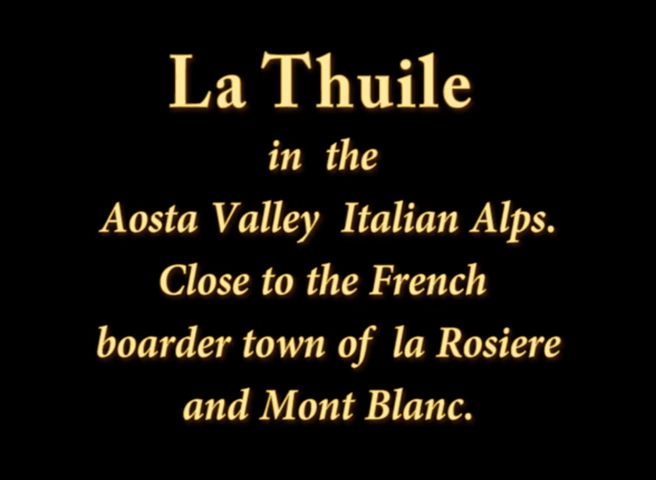 La Thuile
in the
Aosta Valley Italian Alps.
Close to the French
boarder town of la Rosiere
and Mont Blanc.